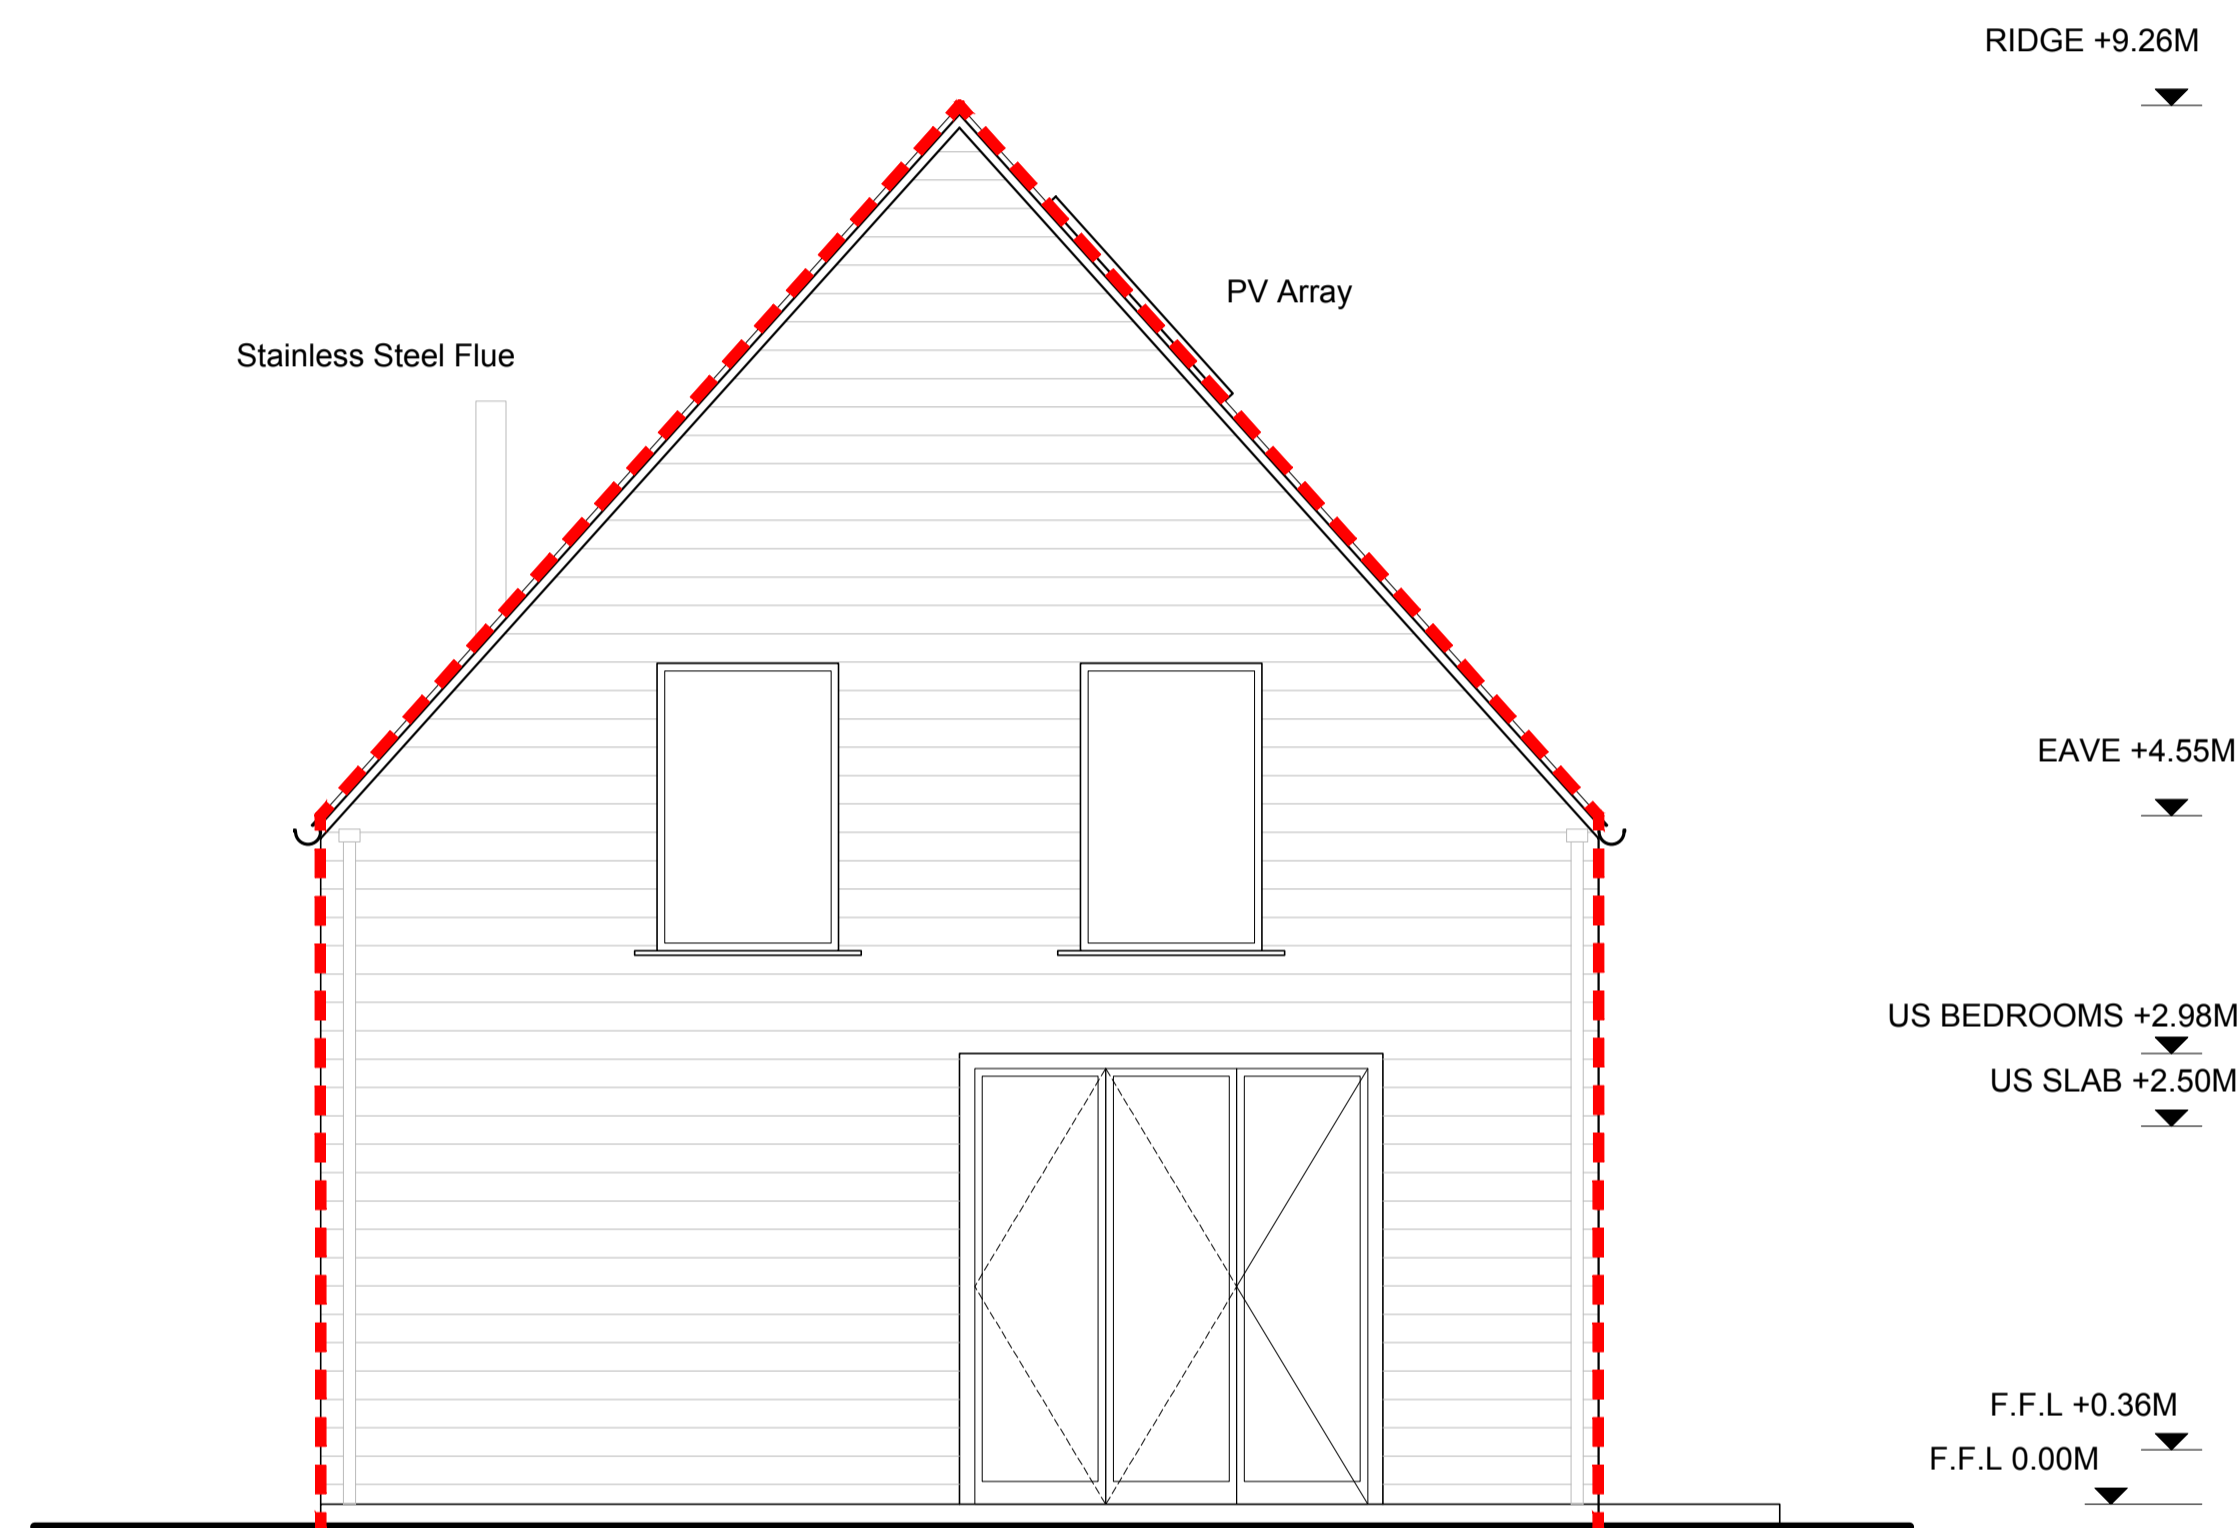 RIDGE +9.26M
PV Array
Stainless Steel Flue
EAVE +4.55M
US BEDROOMS +2.98M
US SLAB +2.50M
F.F.L +0.36M
F.F.L 0.00M